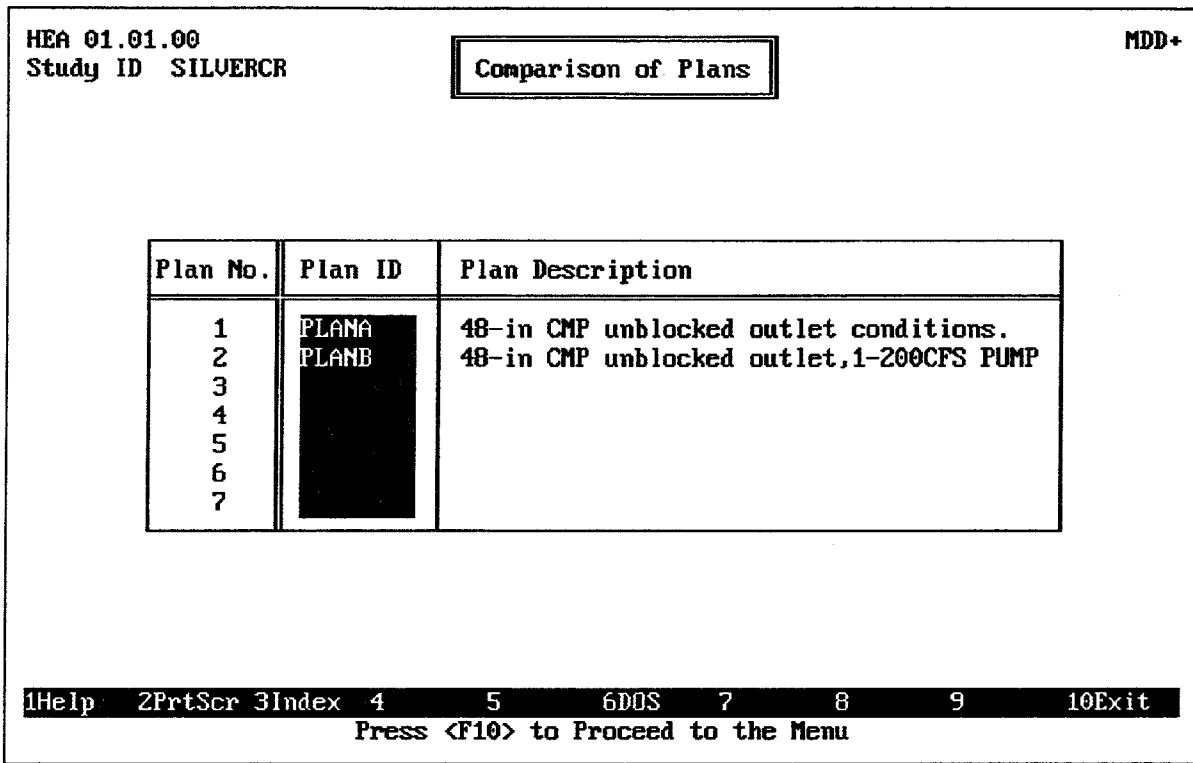 HEA 01.01.00 MDD+
Study ID SILVERCR Comparison of Plans
Plan No. Plan ID Plan Description
1 PLANA 48-in CMP unblocked outlet conditions.
2 PLANB 48-in CMP unblocked outlet,1-200CFS PUMP
3
4
5
6
7
1Help 2PrtScr 3Index 4 5 6DOS 7 8 9 10Exit
Press <F10> to Proceed to the Menu